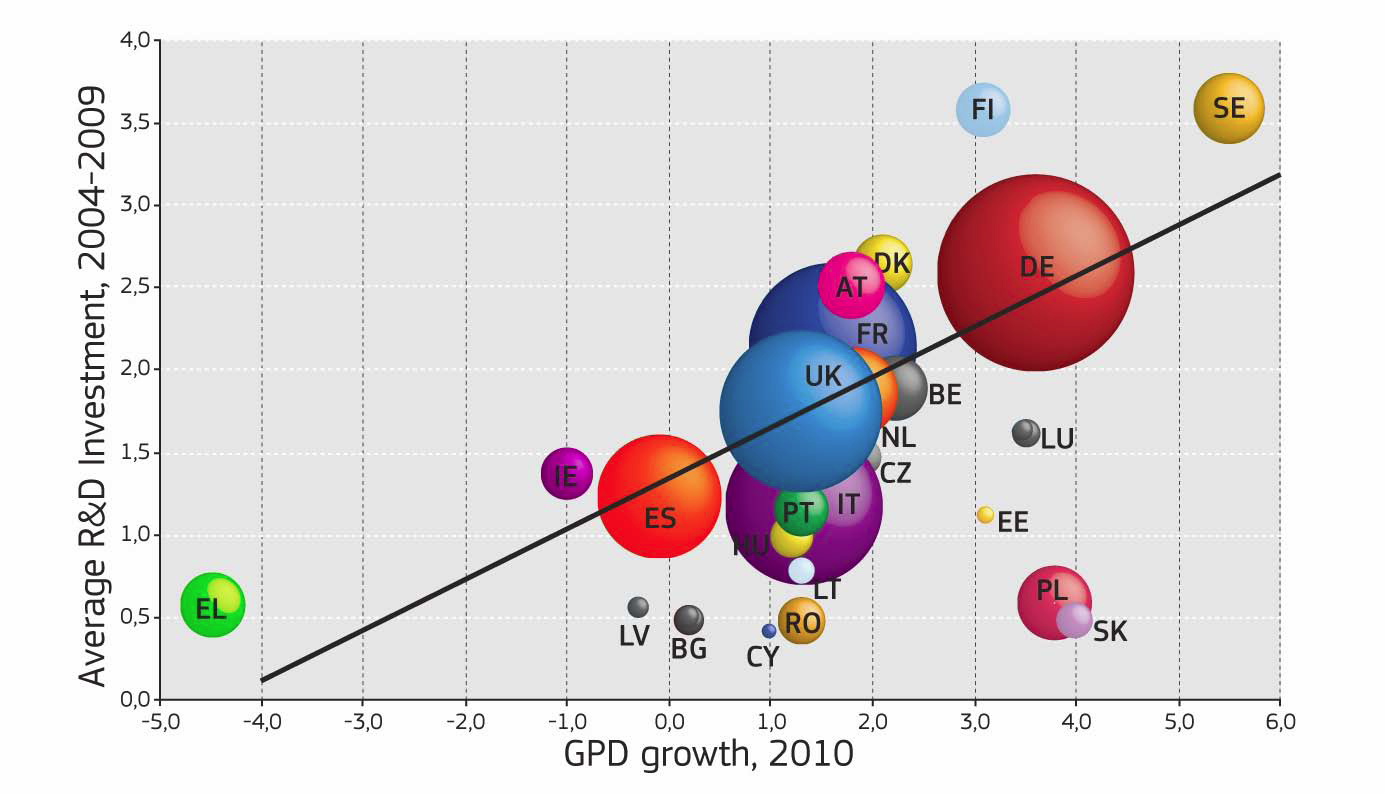 Average R&D Investment, 2004-2009
4,0
3,5
3,0
2,5
2,0
1,5
1,0
0,5
0,0
FI
SE
DK
DE
AT
FR
UK
BE
NL
LU
CZ
IE
IT
ES
PT
EE
HU
LT
PL
EL
RO
LV
SK
BG
CY
-5,0 -4,0 -3,0 -2,0 -1,0 0,0 1,0 2,0 3,0 4,0 5,0 6,0
GPD growth, 2010